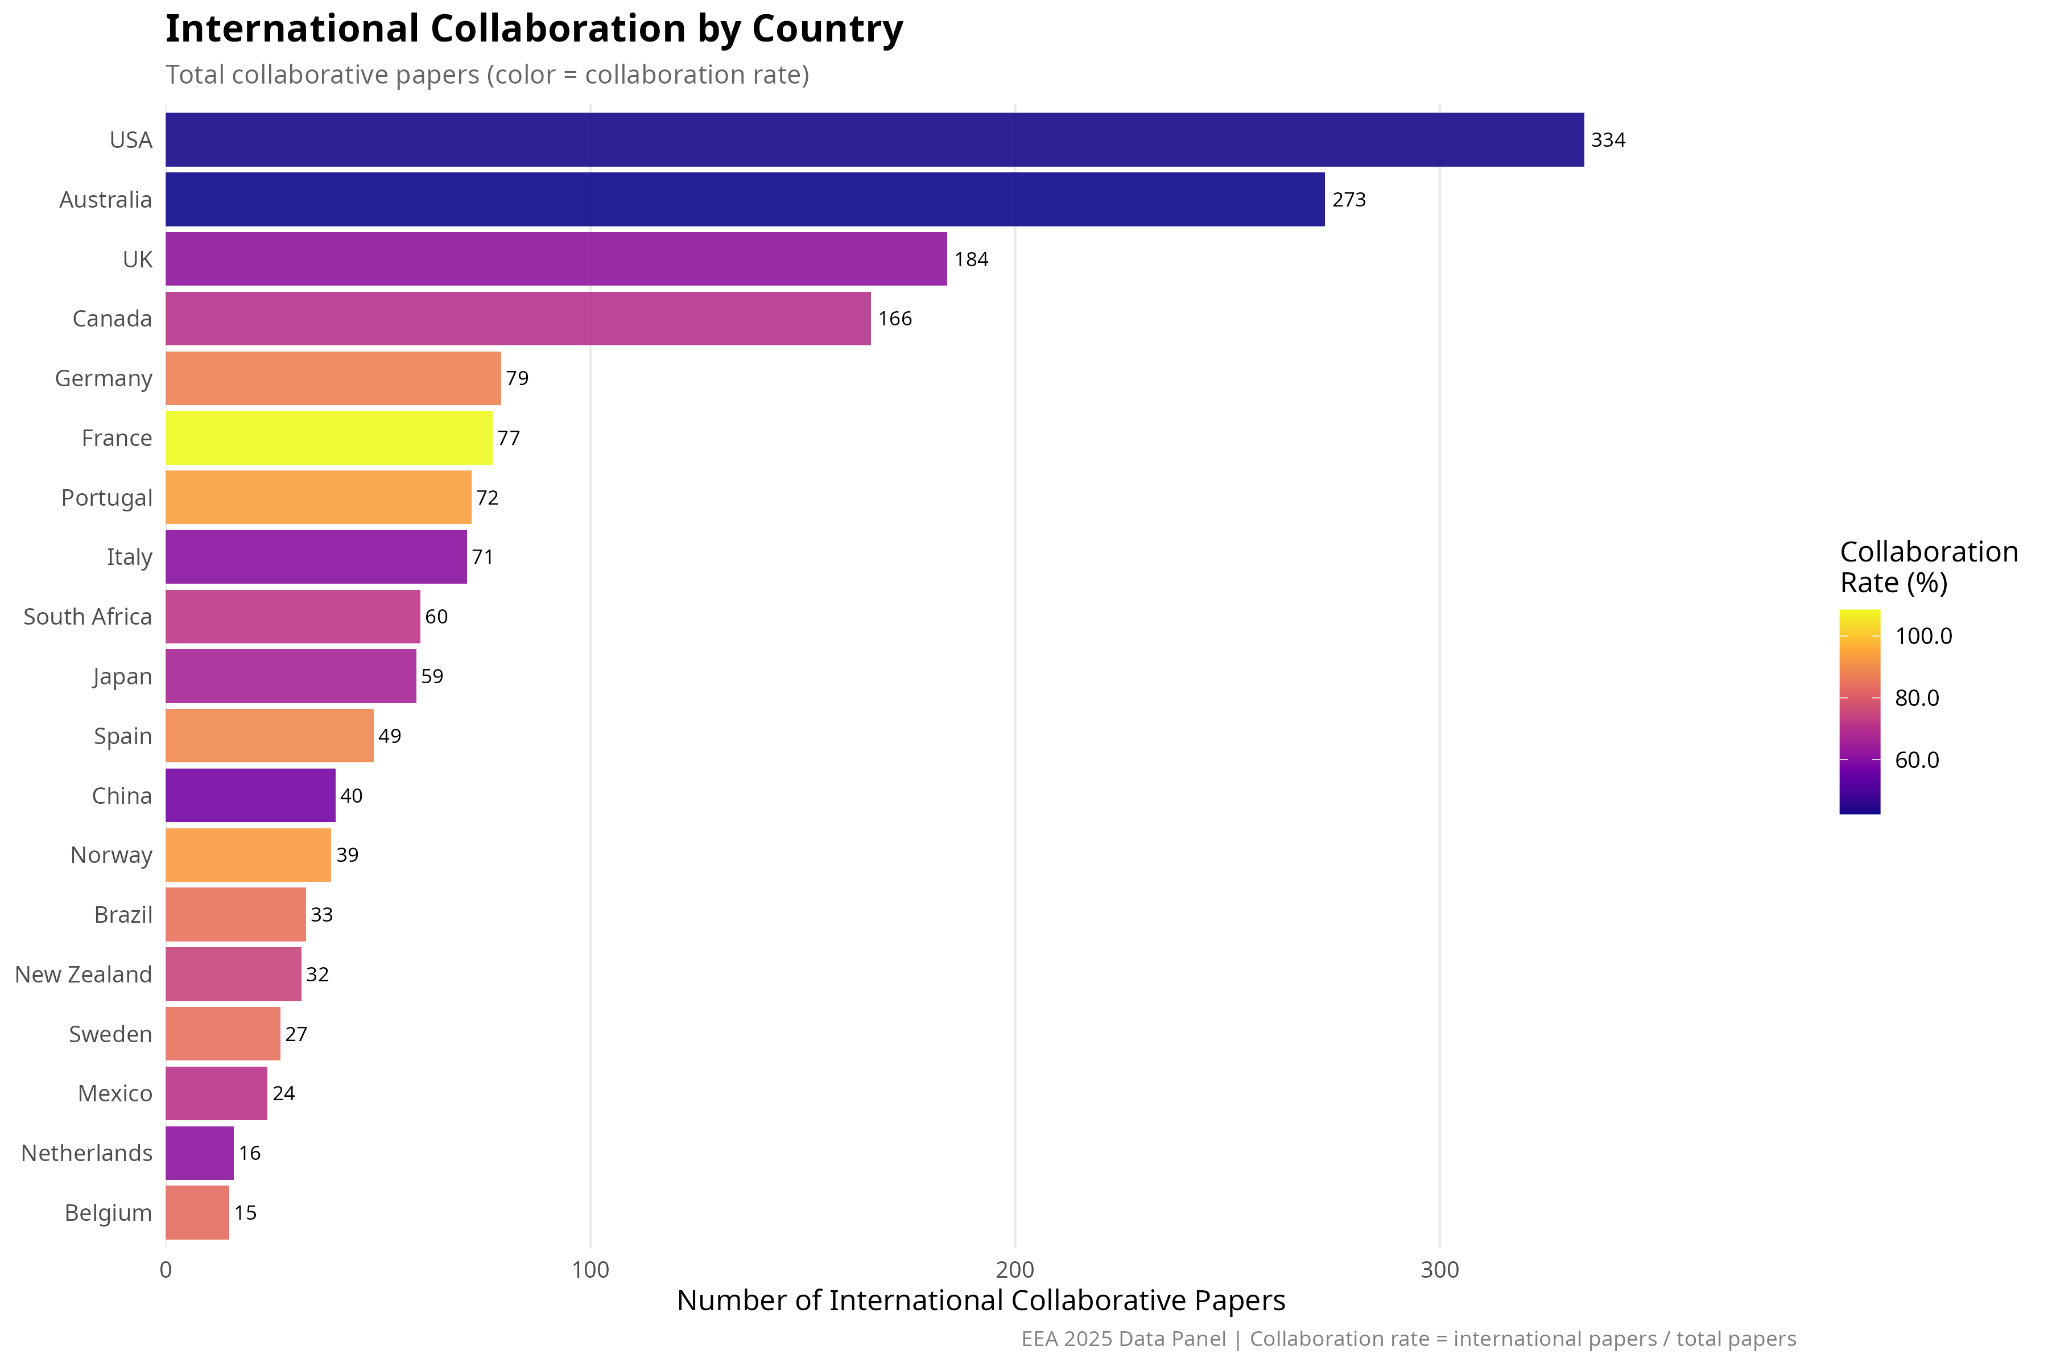 International Collaboration by Country
Total collaborative papers (color = collaboration rate)
USA 334
Australia 273
UK 184
Canada 166
Germany 79
France 77
Portugal 72
Italy 71
South Africa 60
Japan 59
Spain 49
China 40
Norway 39
Brazil 33
New Zealand 32
Sweden 27
Mexico 24
Netherlands 16
Belgium 15
0 100 200 300
Number of International Collaborative Papers
Collaboration
Rate (%)
100.0
80.0
60.0
EEA 2025 Data Panel | Collaboration rate = international papers / total papers